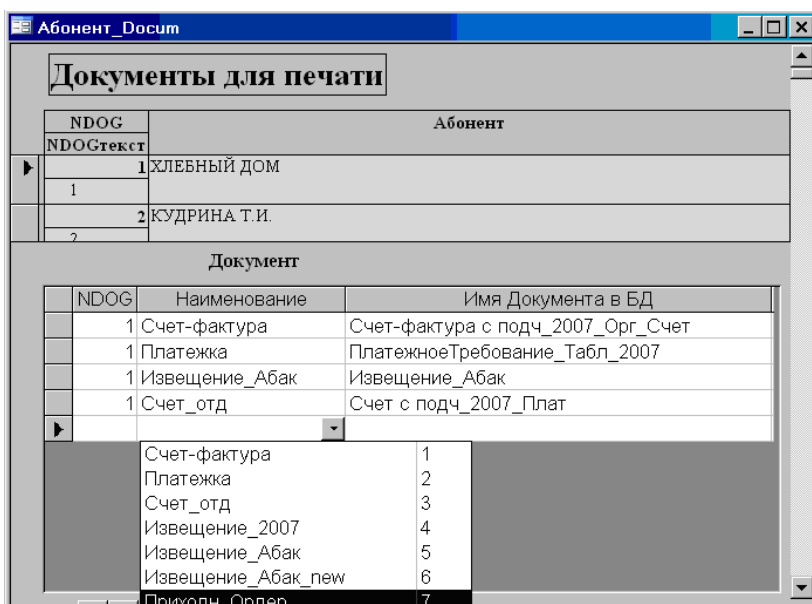 Абонент_Docum
Документы для печати
NDOG Абонент
NDOGтекст
1 ХЛЕБНЫЙ ДОМ
1
2 КУДРИНА Т.И.
2
Документ
NDOG Наименование Имя Документа в БД
1 Счет-фактура Счет-фактура с подч_2007_Орг_Счет
1 Платежка ПлатежноеТребование_Табл_2007
1 Извещение_Абак Извещение_Абак
1 Счет_отд Счет с подч_2007_Плат
Счет-фактура 1
Платежка 2
Счет_отд 3
Извещение_2007 4
Извещение_Абак 5
Извещение_Абак_new 6
Приходн_Ордер 7